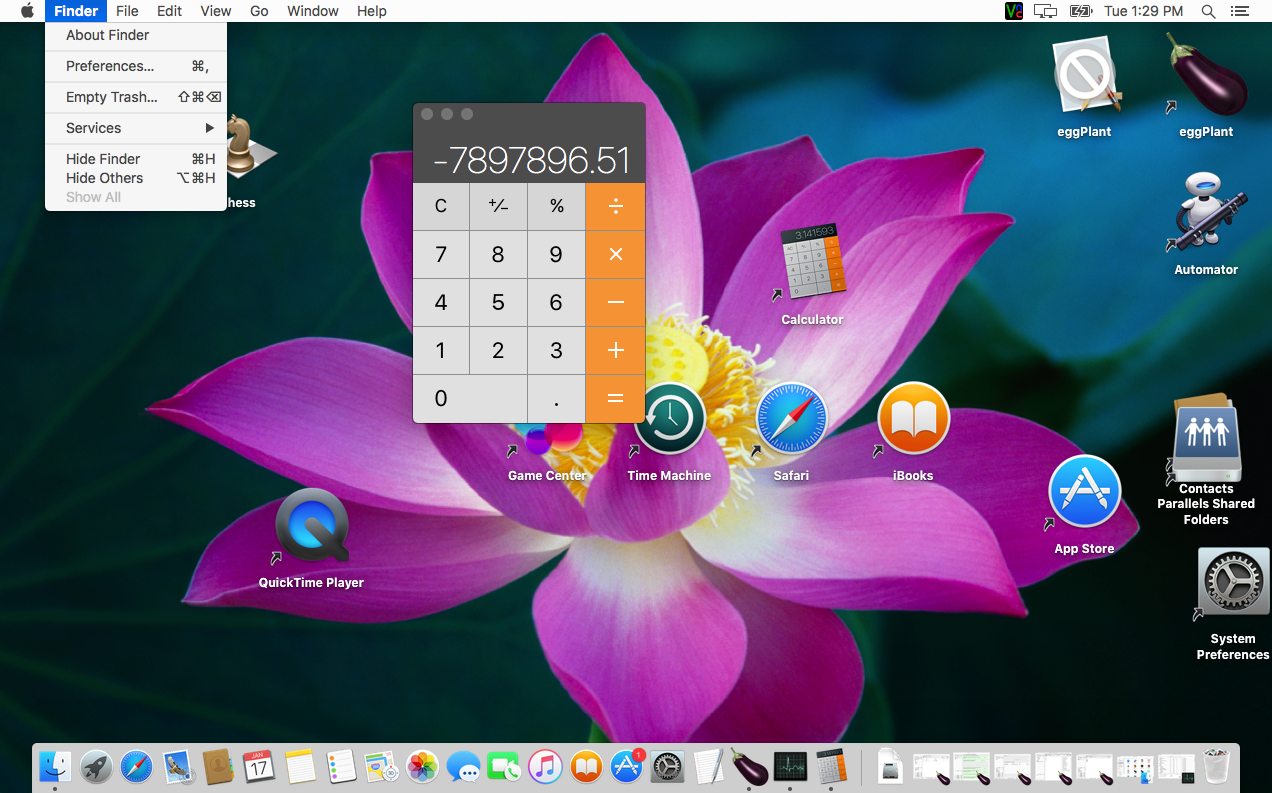 Finder File Edit View Go Window Help Tue 1:29 PM
About Finder
Preferences... ⌘,
Empty Trash... ⇧⌘⌫
Services ▶
Hide Finder ⌘H
Hide Others ⌥⌘H
Show All
hess
-7897896.51
C +/- % ÷
7 8 9 ×
4 5 6 −
1 2 3 +
0 . =
eggPlant
eggPlant
Automator
3.141593
Calculator
Game Center
Time Machine
Safari
iBooks
Contacts
Parallels Shared
Folders
App Store
QuickTime Player
System
Preferences
JAN
17
1